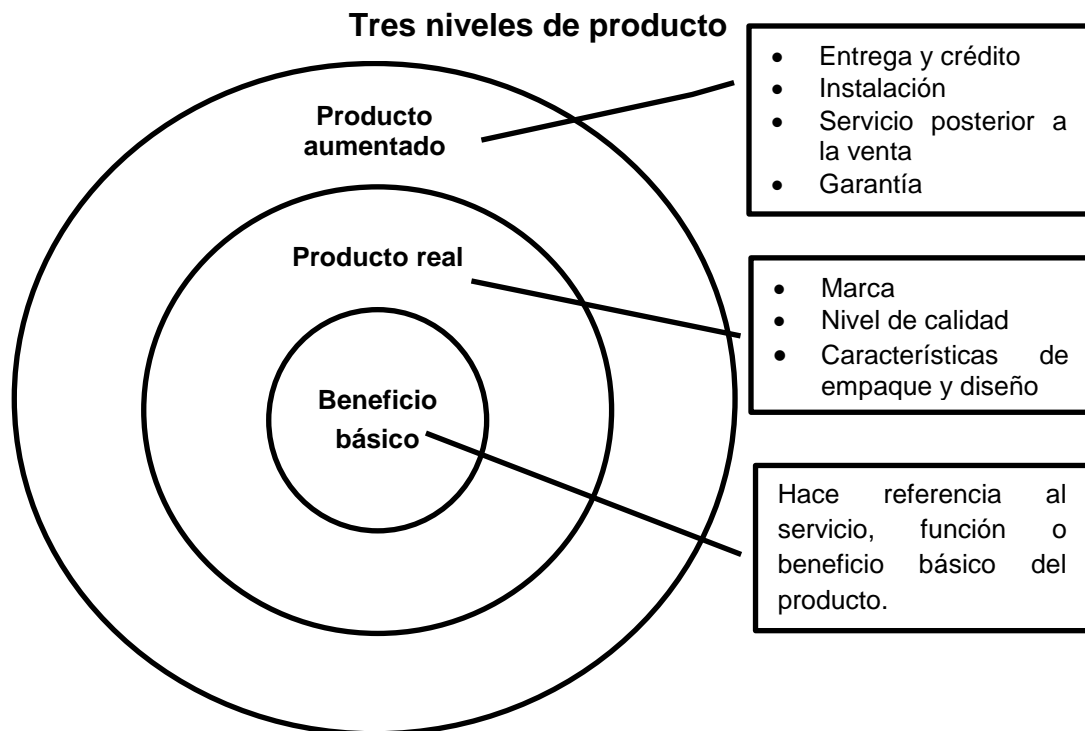 Tres niveles de producto
Producto
aumentado
• Entrega y crédito
• Instalación
• Servicio posterior a
la venta
• Garantía
Producto real
• Marca
• Nivel de calidad
• Características de
empaque y diseño
Beneficio
básico
Hace referencia al
servicio, función o
beneficio básico del
producto.